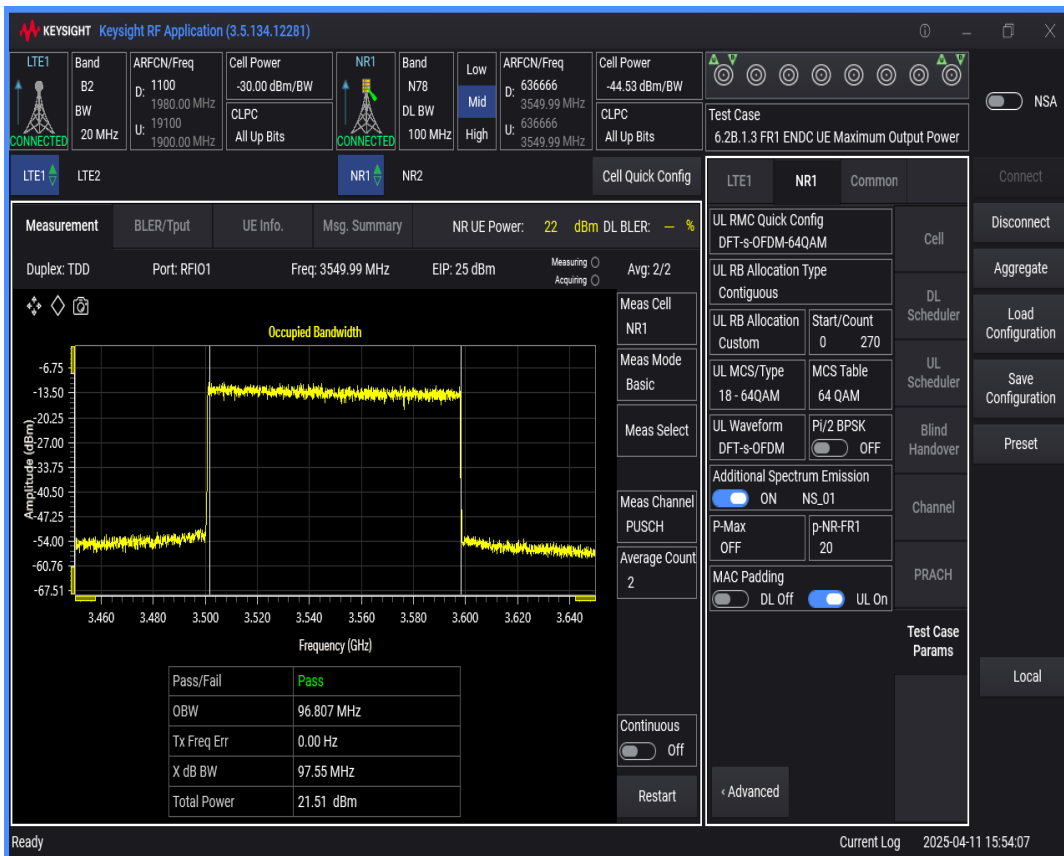 KEYSIGHT Keysight RF Application (3.5.134.12281)
LTE1
CONNECTED
Band
B2
BW
20 MHz
ARFCN/Freq
D: 1100
1980.00 MHz
U: 19100
1900.00 MHz
Cell Power
-30.00 dBm/BW
CLPC
All Up Bits
NR1
CONNECTED
Band
N78
DL BW
100 MHz
Low
Mid
High
ARFCN/Freq
D: 636666
3549.99 MHz
U: 636666
3549.99 MHz
Cell Power
-44.53 dBm/BW
CLPC
All Up Bits
Test Case
6.2B.1.3 FR1 ENDC UE Maximum Output Power
NSA
LTE1 LTE2 NR1 NR2 Cell Quick Config
Measurement BLER/Tput UE Info. Msg. Summary NR UE Power: 22 dBm DL BLER: — %
Duplex: TDD Port: RFIO1 Freq: 3549.99 MHz EIP: 25 dBm Measuring Avg: 2/2
Acquiring
Occupied Bandwidth
Amplitude (dBm)
-6.75
-13.50
-20.25
-27.00
-33.75
-40.50
-47.25
-54.00
-60.76
-67.51
3.460 3.480 3.500 3.520 3.540 3.560 3.580 3.600 3.620 3.640
Frequency (GHz)
Pass/Fail Pass
OBW 96.807 MHz
Tx Freq Err 0.00 Hz
X dB BW 97.55 MHz
Total Power 21.51 dBm
Meas Cell
NR1
Meas Mode
Basic
Meas Select
Meas Channel
PUSCH
Average Count
2
Continuous
Off
Restart
LTE1 NR1 Common
UL RMC Quick Config
DFT-s-OFDM-64QAM
UL RB Allocation Type
Contiguous
UL RB Allocation
Custom
Start/Count
0 270
UL MCS/Type
18 - 64QAM
MCS Table
64 QAM
UL Waveform
DFT-s-OFDM
Pi/2 BPSK
OFF
Additional Spectrum Emission
ON NS_01
P-Max
OFF
p-NR-FR1
20
MAC Padding
DL Off UL On
‹ Advanced
Cell
DL
Scheduler
UL
Scheduler
Blind
Handover
Channel
PRACH
Test Case
Params
Connect
Disconnect
Aggregate
Load
Configuration
Save
Configuration
Preset
Local
Ready Current Log 2025-04-11 15:54:07